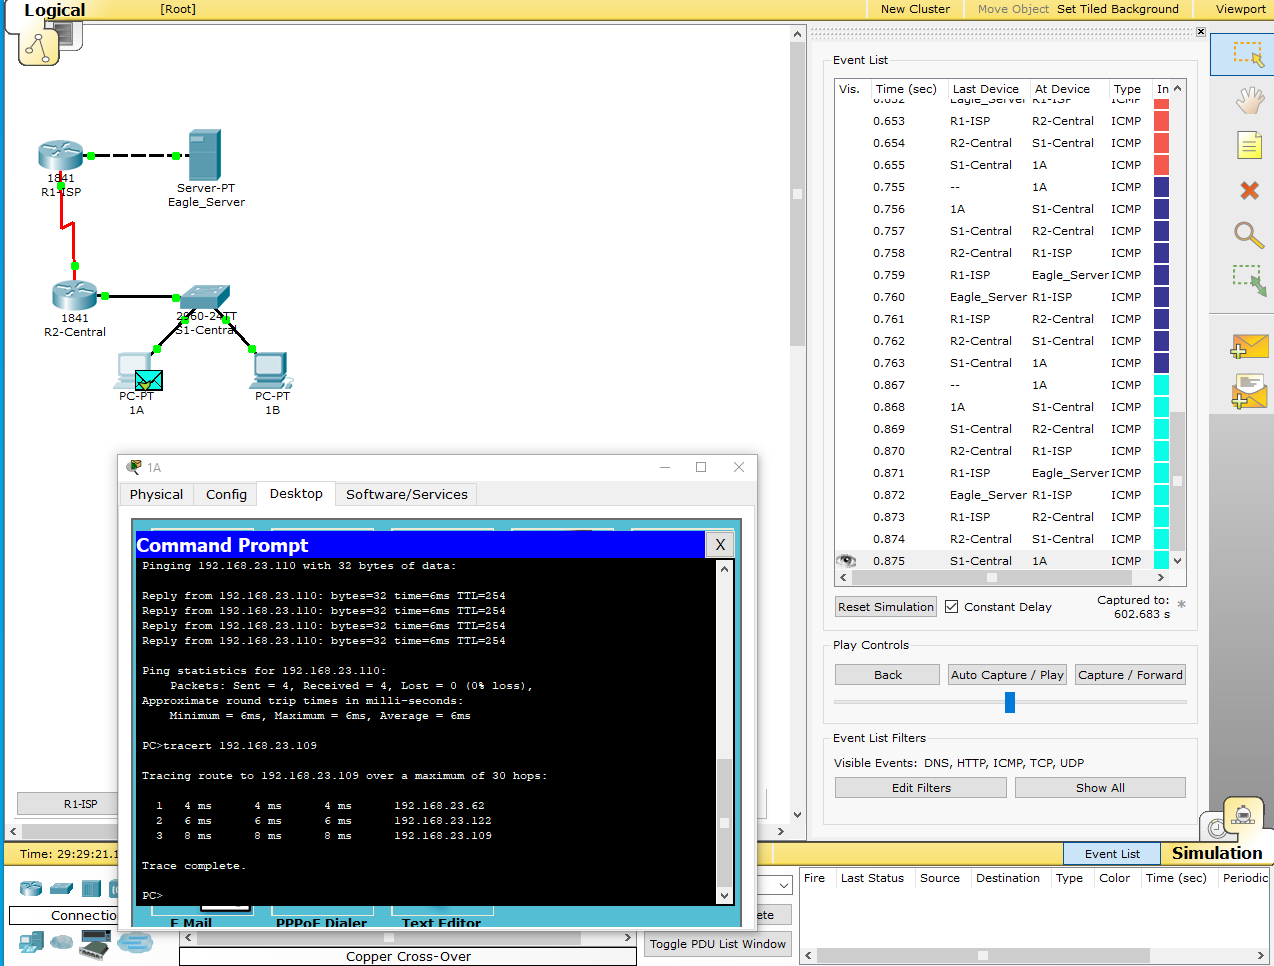 Logical
[Root]
New Cluster
Move Object
Set Tiled Background
Viewport
1841
R1-ISP
Server-PT
Eagle_Server
1841
R2-Central
2960-24TT
S1-Central
PC-PT
1A
PC-PT
1B
R1-ISP
Event List
Vis. Time (sec) Last Device At Device Type In
0.652 Eagle_Server R1-ISP ICMP
0.653 R1-ISP R2-Central ICMP
0.654 R2-Central S1-Central ICMP
0.655 S1-Central 1A ICMP
0.755 -- 1A ICMP
0.756 1A S1-Central ICMP
0.757 S1-Central R2-Central ICMP
0.758 R2-Central R1-ISP ICMP
0.759 R1-ISP Eagle_Server ICMP
0.760 Eagle_Server R1-ISP ICMP
0.761 R1-ISP R2-Central ICMP
0.762 R2-Central S1-Central ICMP
0.763 S1-Central 1A ICMP
0.867 -- 1A ICMP
0.868 1A S1-Central ICMP
0.869 S1-Central R2-Central ICMP
0.870 R2-Central R1-ISP ICMP
0.871 R1-ISP Eagle_Server ICMP
0.872 Eagle_Server R1-ISP ICMP
0.873 R1-ISP R2-Central ICMP
0.874 R2-Central S1-Central ICMP
0.875 S1-Central 1A ICMP
Reset Simulation
Constant Delay
Captured to:
602.683 s
*
Play Controls
Back
Auto Capture / Play
Capture / Forward
Event List Filters
Visible Events: DNS, HTTP, ICMP, TCP, UDP
Edit Filters
Show All
1A
Physical
Config
Desktop
Software/Services
Command Prompt
X
Pinging 192.168.23.110 with 32 bytes of data:
Reply from 192.168.23.110: bytes=32 time=6ms TTL=254
Reply from 192.168.23.110: bytes=32 time=6ms TTL=254
Reply from 192.168.23.110: bytes=32 time=6ms TTL=254
Reply from 192.168.23.110: bytes=32 time=6ms TTL=254
Ping statistics for 192.168.23.110:
Packets: Sent = 4, Received = 4, Lost = 0 (0% loss),
Approximate round trip times in milli-seconds:
Minimum = 6ms, Maximum = 6ms, Average = 6ms
PC>tracert 192.168.23.109
Tracing route to 192.168.23.109 over a maximum of 30 hops:
1 4 ms 4 ms 4 ms 192.168.23.62
2 6 ms 6 ms 6 ms 192.168.23.122
3 8 ms 8 ms 8 ms 192.168.23.109
Trace complete.
PC>
E Mail
PPPoE Dialer
Text Editor
Time: 29:29:21.1
Event List
Simulation
Connectio
Copper Cross-Over
ete
Toggle PDU List Window
Fire Last Status Source Destination Type Color Time (sec) Periodic